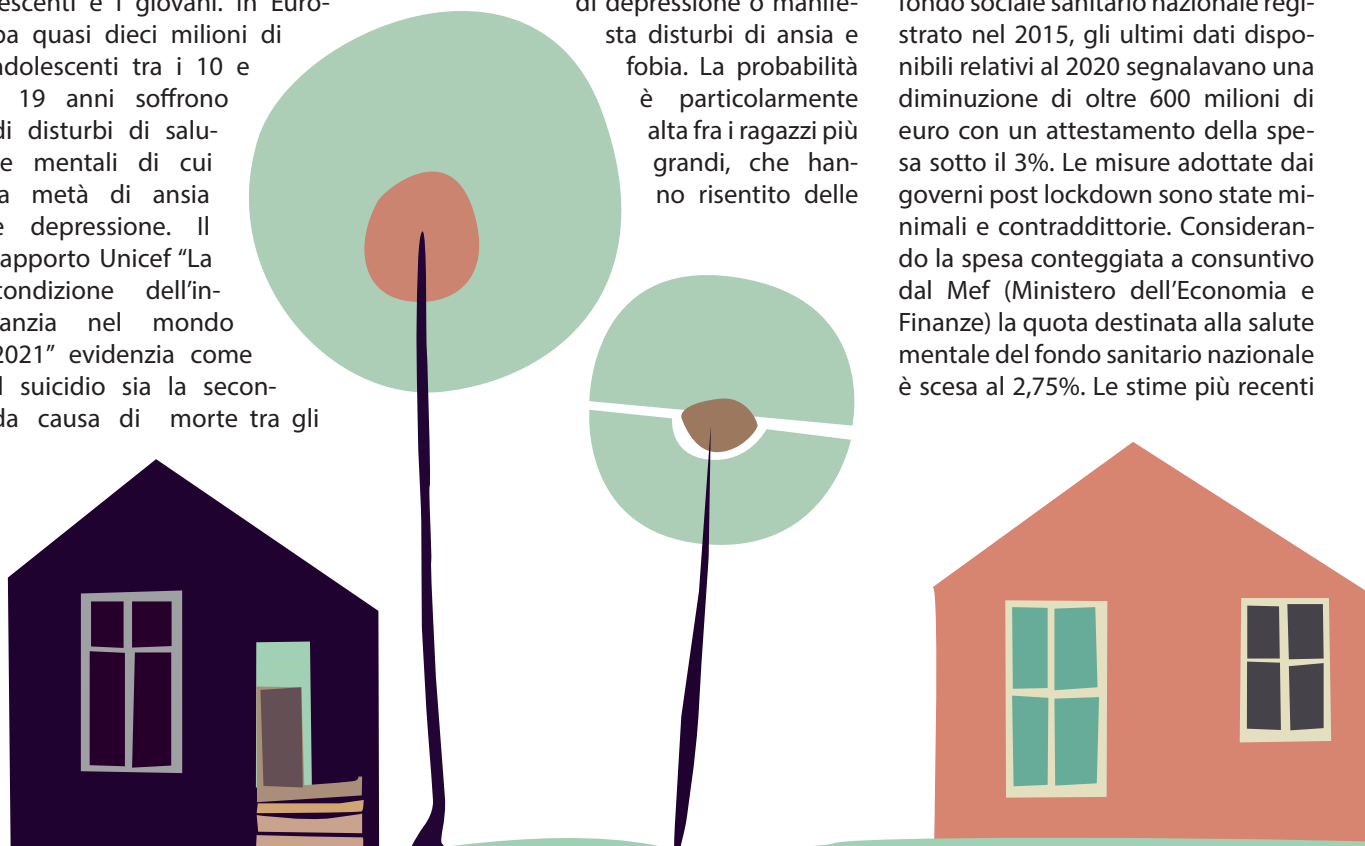 lescenti e i giovani. In Euro-
pa quasi dieci milioni di
adolescenti tra i 10 e
19 anni soffrono
di disturbi di salu-
e mentali di cui
a metà di ansia
e depressione. Il
apporto Unicef “La
condizione dell’in-
anzia nel mondo
2021” evidenzia come
l suicidio sia la secon-
da causa di morte tra gli
di depressione o manife-
sta disturbi di ansia e
fobia. La probabilità
è particolarmente
alta fra i ragazzi più
grandi, che han-
no risentito delle
fondo sociale sanitario nazionale regi-
strato nel 2015, gli ultimi dati dispo-
nibili relativi al 2020 segnalavano una
diminuzione di oltre 600 milioni di
euro con un attestamento della spe-
sa sotto il 3%. Le misure adottate dai
governi post lockdown sono state mi-
nimali e contraddittorie. Consideran-
do la spesa conteggiata a consuntivo
dal Mef (Ministero dell’Economia e
Finanze) la quota destinata alla salute
mentale del fondo sanitario nazionale
è scesa al 2,75%. Le stime più recenti